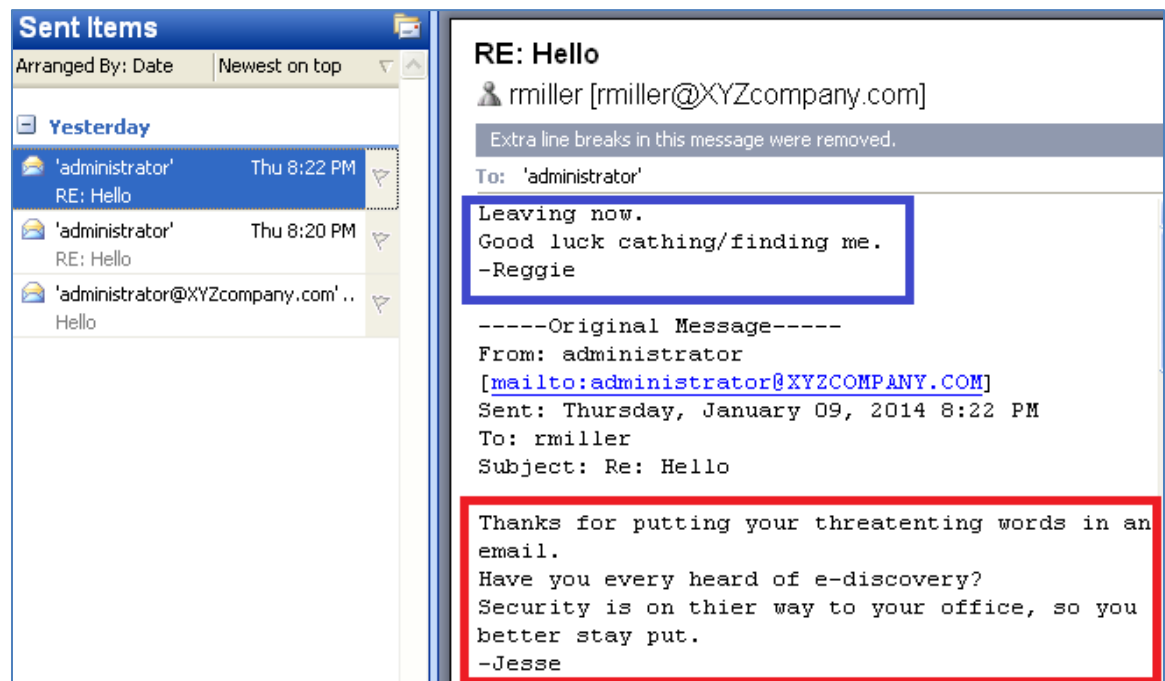 Sent Items
Arranged By: Date Newest on top
Yesterday
'administrator' Thu 8:22 PM
RE: Hello
'administrator' Thu 8:20 PM
RE: Hello
'administrator@XYZcompany.com' ..
Hello
RE: Hello
rmiller [rmiller@XYZcompany.com]
Extra line breaks in this message were removed.
To: 'administrator'
Leaving now.
Good luck cathing/finding me.
-Reggie
-----Original Message-----
From: administrator
[mailto:administrator@XYZCOMPANY.COM]
Sent: Thursday, January 09, 2014 8:22 PM
To: rmiller
Subject: Re: Hello
Thanks for putting your threatenting words in an
email.
Have you every heard of e-discovery?
Security is on thier way to your office, so you
better stay put.
-Jesse